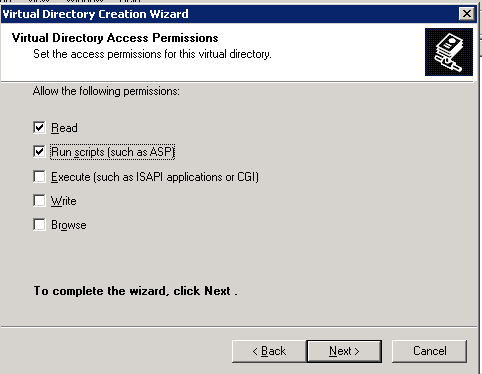 Virtual Directory Creation Wizard
Virtual Directory Access Permissions
Set the access permissions for this virtual directory.
Allow the following permissions:
Read
Run scripts (such as ASP)
Execute (such as ISAPI applications or CGI)
Write
Browse
To complete the wizard, click Next .
< Back Next > Cancel